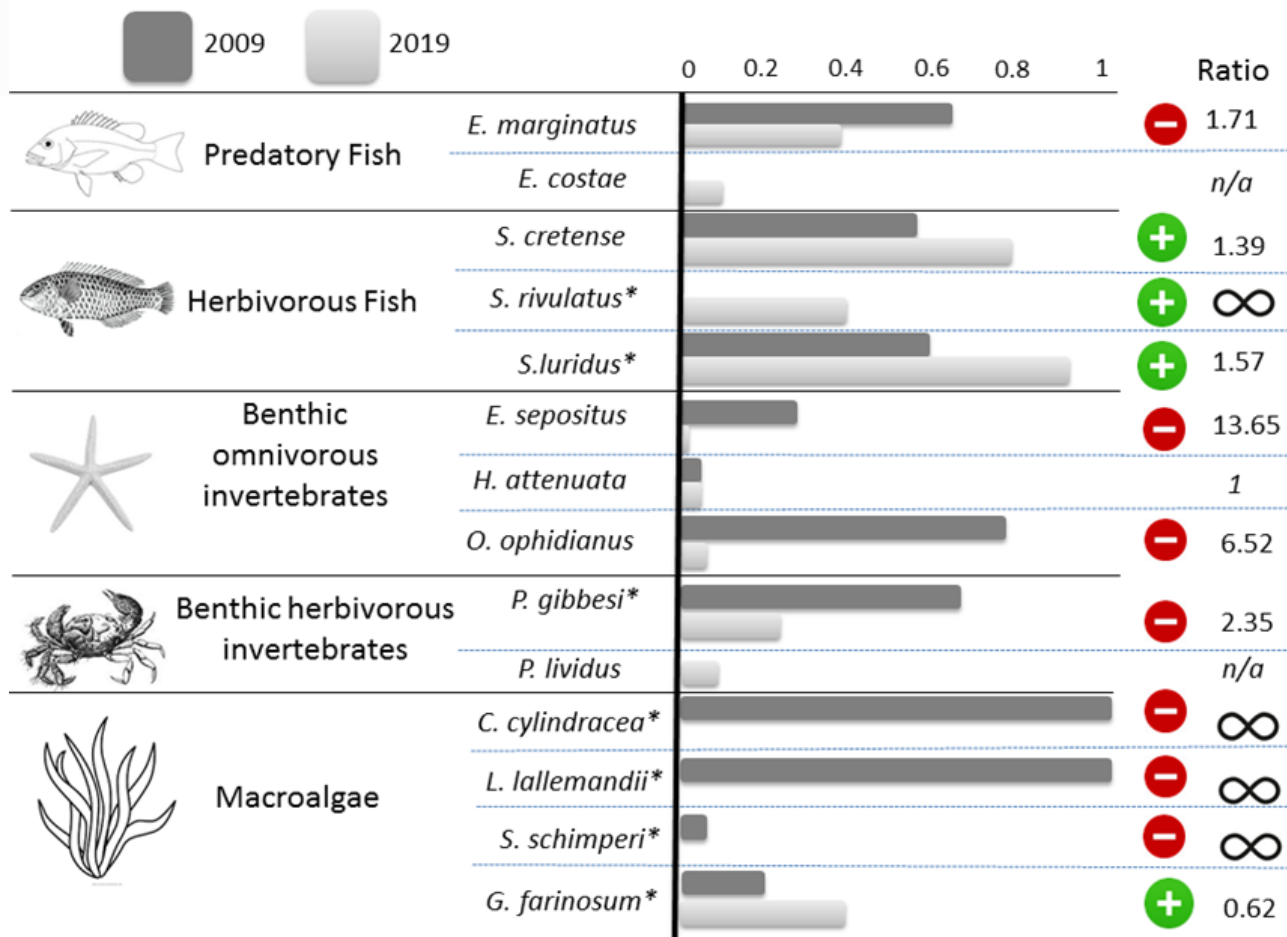 2009 2019
0 0.2 0.4 0.6 0.8 1 Ratio
Predatory Fish
E. marginatus 1.71
E. costae n/a
Herbivorous Fish
S. cretense 1.39
S. rivulatus* ∞
S.luridus* 1.57
Benthic
omnivorous
invertebrates
E. sepositus 13.65
H. attenuata 1
O. ophidianus 6.52
Benthic herbivorous
invertebrates
P. gibbesi* 2.35
P. lividus n/a
Macroalgae
C. cylindracea* ∞
L. lallemandii* ∞
S. schimperi* ∞
G. farinosum* 0.62